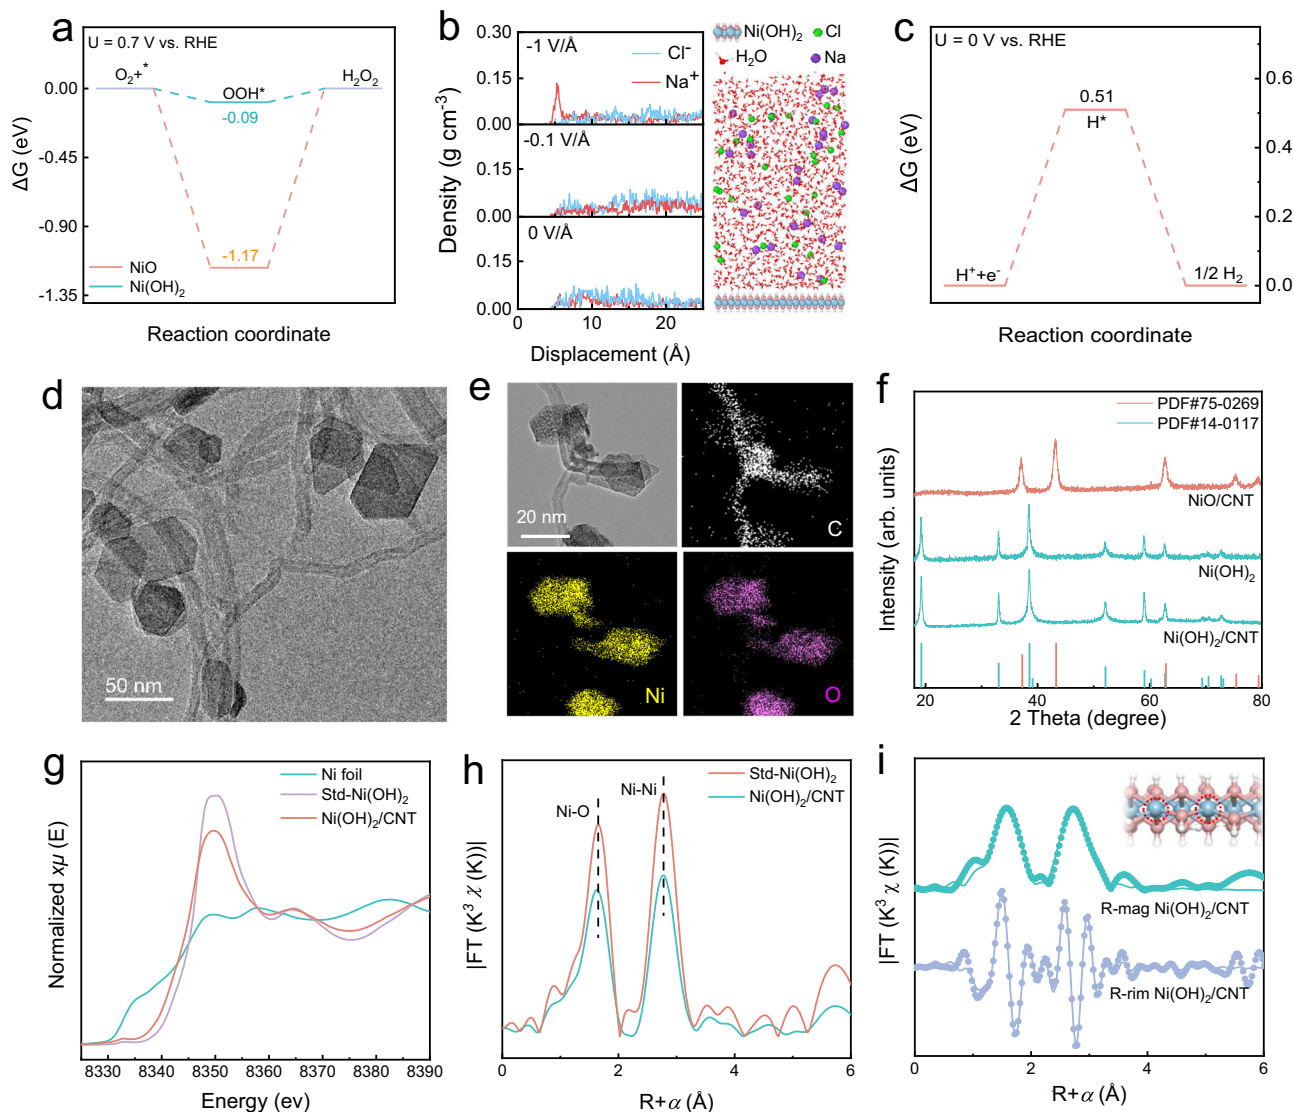 a
U = 0.7 V vs. RHE
O₂+*
OOH*
H₂O₂
-0.09
-1.17
NiO
Ni(OH)₂
0.00
-0.45
-0.90
-1.35
ΔG (eV)
Reaction coordinate
b
-1 V/Å
Cl⁻
Na⁺
-0.1 V/Å
0 V/Å
0.30
0.15
0.00
0.15
0.00
0.15
0.00
0
10
20
Density (g cm⁻³)
Displacement (Å)
Ni(OH)₂
Cl
H₂O
Na
c
U = 0 V vs. RHE
0.51
H*
H⁺+e⁻
1/2 H₂
0.6
0.4
0.2
0.0
ΔG (eV)
Reaction coordinate
d
50 nm
e
20 nm
C
Ni
O
f
PDF#75-0269
PDF#14-0117
NiO/CNT
Ni(OH)₂
Ni(OH)₂/CNT
Intensity (arb. units)
20
40
60
80
2 Theta (degree)
g
Ni foil
Std-Ni(OH)₂
Ni(OH)₂/CNT
Normalized xμ (E)
8330
8340
8350
8360
8370
8380
8390
Energy (ev)
h
Std-Ni(OH)₂
Ni(OH)₂/CNT
Ni-O
Ni-Ni
|FT (K³ χ (K))|
0
2
4
6
R+α (Å)
i
R-mag Ni(OH)₂/CNT
R-rim Ni(OH)₂/CNT
|FT (K³ χ (K))|
0
2
4
6
R+α (Å)